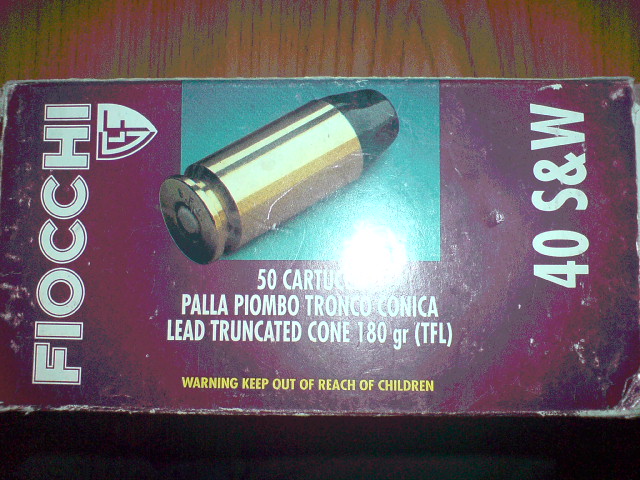 FIOCCHI
40 S&W
50
PALLA PIOMBO TRONCO CONICA
LEAD TRUNCATED CONE 180 gr (TFL)
WARNING KEEP OUT OF REACH OF CHILDREN